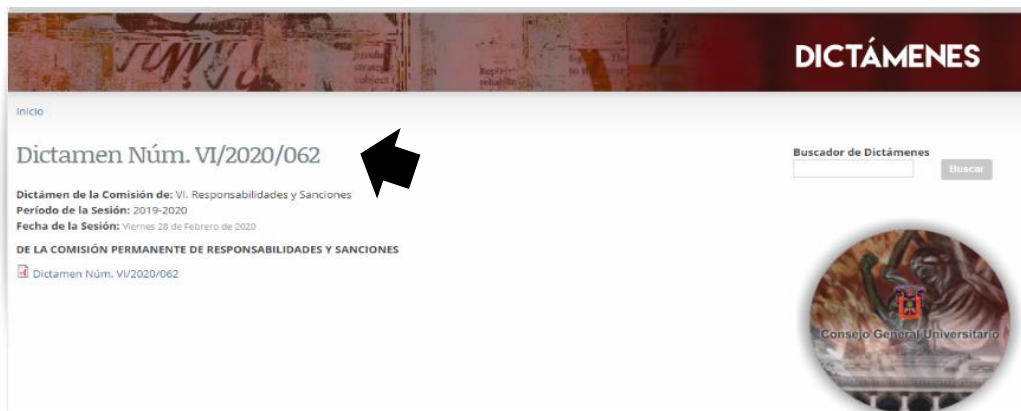 DICTÁMENES
Inicio
Dictamen Núm. VI/2020/062
Dictámen de la Comisión de: VI. Responsabilidades y Sanciones
Período de la Sesión: 2019-2020
Fecha de la Sesión: Viernes 28 de Febrero de 2020
DE LA COMISIÓN PERMANENTE DE RESPONSABILIDADES Y SANCIONES
Dictamen Núm. VI/2020/062
Buscador de Dictámenes
Buscar
Consejo General Universitario